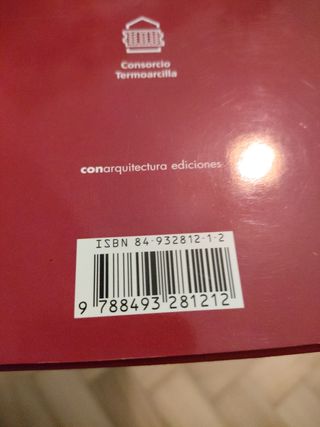 Consorcio
Termoarcilla
conarquitectura ediciones
ISBN 84-932812-1-2
9 788493 281212